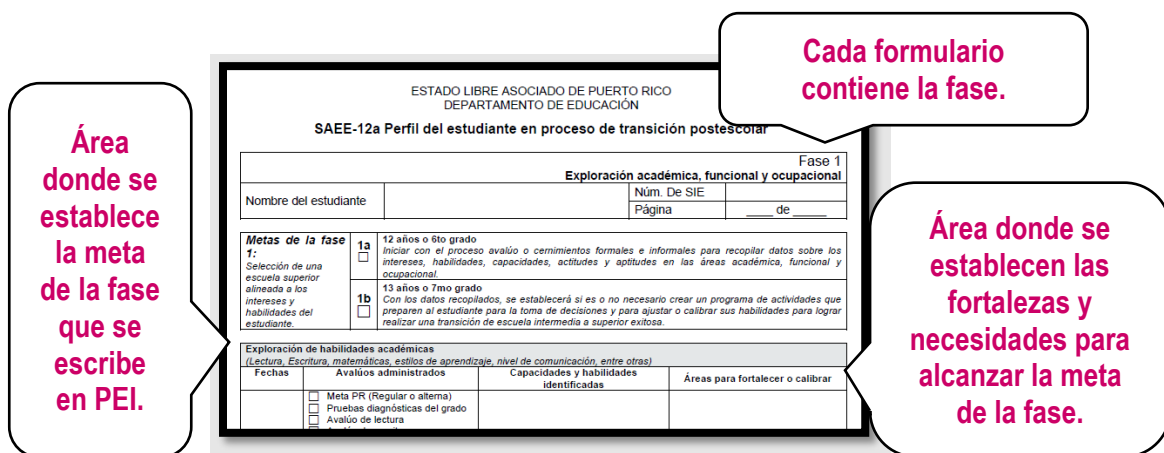 Cada formulario
contiene la fase.
Área
donde se
establece
la meta
de la fase
que se
escribe
en PEI.
ESTADO LIBRE ASOCIADO DE PUERTO RICO
DEPARTAMENTO DE EDUCACIÓN
SAEE-12a Perfil del estudiante en proceso de transición postescolar
Fase 1
Exploración académica, funcional y ocupacional
Nombre del estudiante
Núm. De SIE
Página ____ de _____
Metas de la fase
1:
Selección de una
escuela superior
alineada a los
intereses y
habilidades del
estudiante.
1a
12 años o 6to grado
Iniciar con el proceso avalúo o cernimientos formales e informales para recopilar datos sobre los
intereses, habilidades, capacidades, actitudes y aptitudes en las áreas académica, funcional y
ocupacional.
1b
13 años o 7mo grado
Con los datos recopilados, se establecerá si es o no necesario crear un programa de actividades que
preparen al estudiante para la toma de decisiones y para ajustar o calibrar sus habilidades para lograr
realizar una transición de escuela intermedia a superior exitosa.
Exploración de habilidades académicas
(Lectura, Escritura, matemáticas, estilos de aprendizaje, nivel de comunicación, entre otras)
Fechas
Avalúos administrados
Capacidades y habilidades
identificadas
Áreas para fortalecer o calibrar
Meta PR (Regular o alterna)
Pruebas diagnósticas del grado
Avalúo de lectura
Área donde se
establecen las
fortalezas y
necesidades para
alcanzar la meta
de la fase.